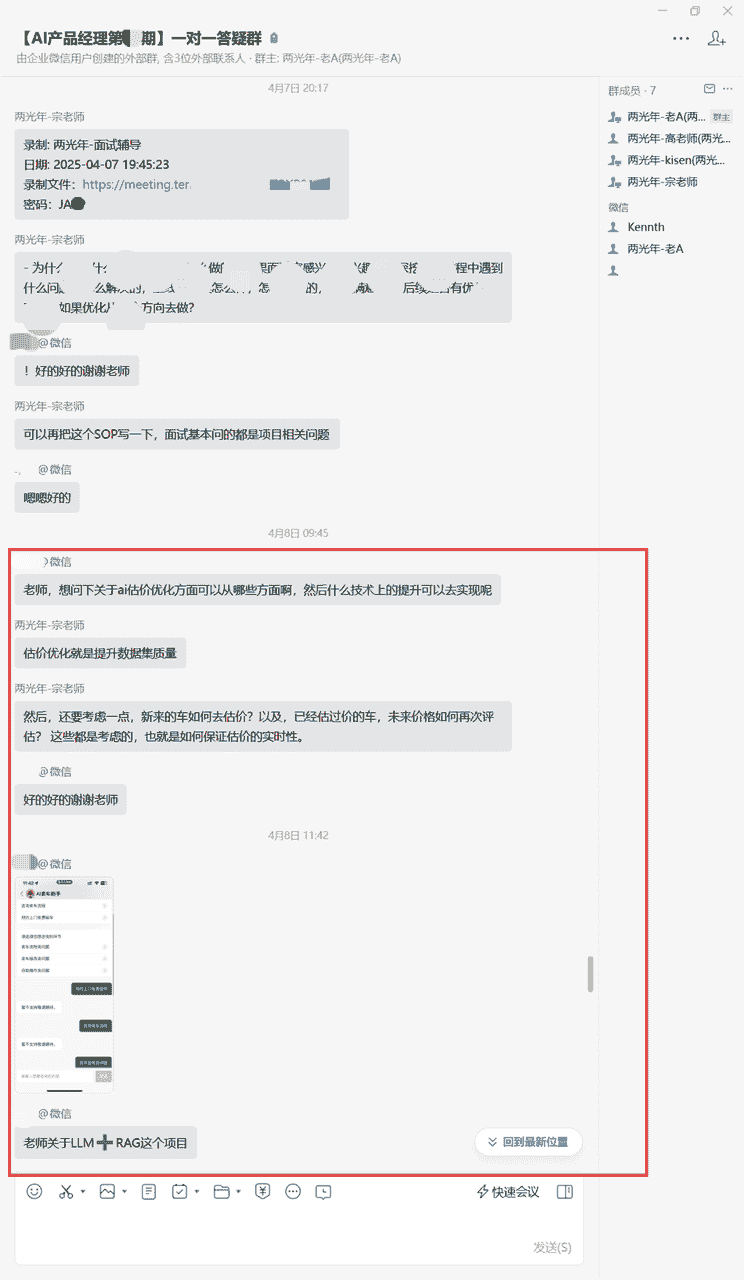 【AI产品经理第 期】一对一答疑群
由企业微信用户创建的外部群, 含3位外部联系人 · 群主: 两光年-老A(两光年-老A)
群成员 · 7
两光年-老A(两... 群主
两光年-高老师(两光...
两光年-kisen(两光...
两光年-宗老师
微信
Kennth
两光年-老A
4月7日 20:17
两光年-宗老师
录制: 两光年-面试辅导
日期: 2025-04-07 19:45:23
录制文件: https://meeting.ter
密码: JA
两光年-宗老师
- 为什 什 么做 程中遇到
什么问 怎么 的, 后续 有优
如果优化 方向去做?
@微信
！好的好的谢谢老师
两光年-宗老师
可以再把这个SOP写一下，面试基本问的都是项目相关问题
@微信
嗯嗯好的
4月8日 09:45
@微信
老师，想问下关于ai估价优化方面可以从哪些方面啊，然后什么技术上的提升可以去实现呢
两光年-宗老师
估价优化就是提升数据集质量
两光年-宗老师
然后，还要考虑一点，新来的车如何去估价？以及，已经估过价的车，未来价格如何再次评
估？ 这些都是考虑的，也就是如何保证估价的实时性。
@微信
好的好的谢谢老师
4月8日 11:42
@微信
@微信
老师关于LLM➕RAG这个项目
回到最新位置
快速会议
发送(S)